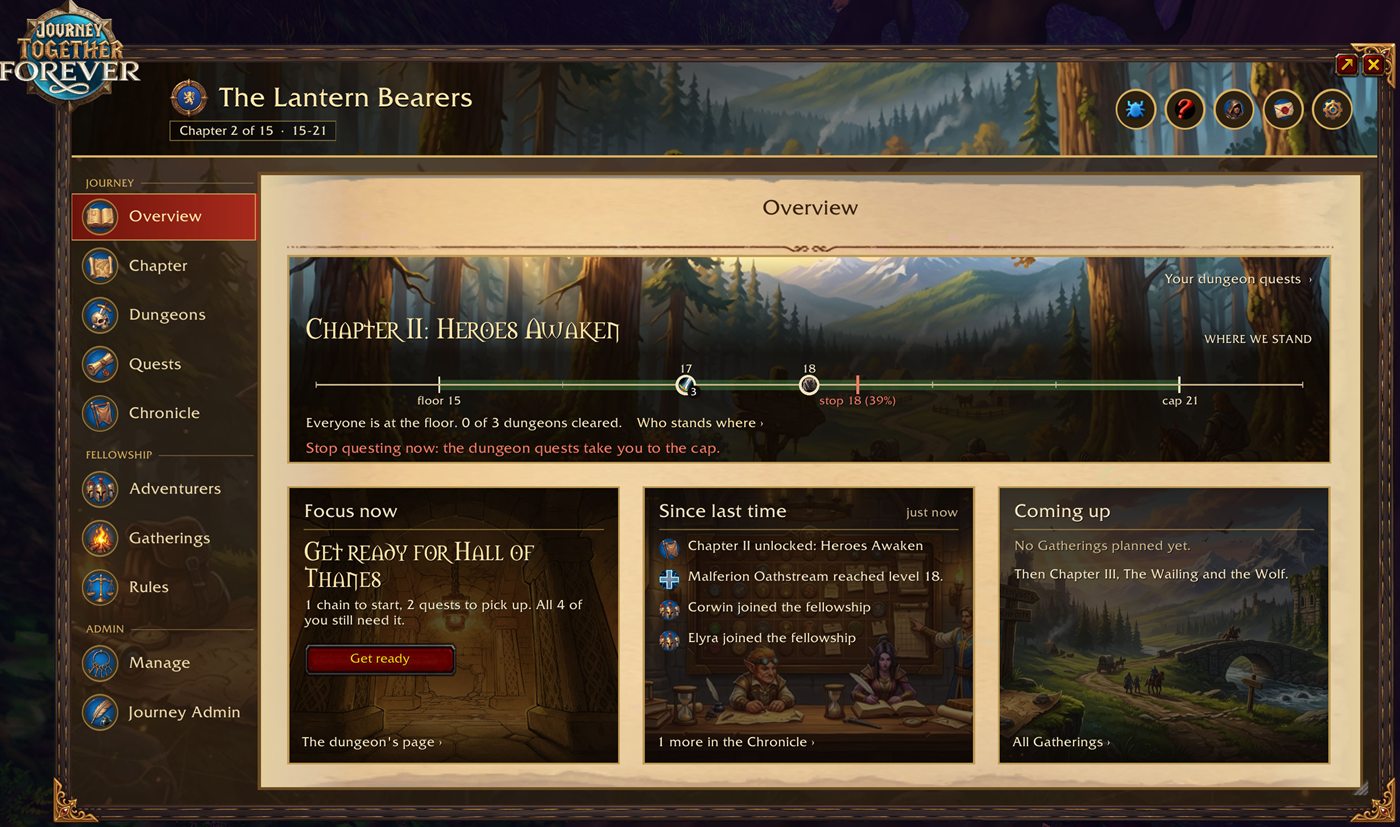 JOURNEY
TOGETHER
FOREVER
The Lantern Bearers
Chapter 2 of 15 · 15-21
JOURNEY
Overview
Chapter
Dungeons
Quests
Chronicle
FELLOWSHIP
Adventurers
Gatherings
Rules
ADMIN
Manage
Journey Admin
Overview
Your dungeon quests ›
CHAPTER II: HEROES AWAKEN
WHERE WE STAND
17
18
3
floor 15
stop 18 (39%)
cap 21
Everyone is at the floor. 0 of 3 dungeons cleared. Who stands where ›
Stop questing now: the dungeon quests take you to the cap.
Focus now
GET READY FOR HALL OF
THANES
1 chain to start, 2 quests to pick up. All 4 of
you still need it.
Get ready
The dungeon's page ›
Since last time
just now
Chapter II unlocked: Heroes Awaken
Malferion Oathstream reached level 18.
Corwin joined the fellowship
Elyra joined the fellowship
1 more in the Chronicle ›
Coming up
No Gatherings planned yet.
Then Chapter III, The Wailing and the Wolf.
All Gatherings ›